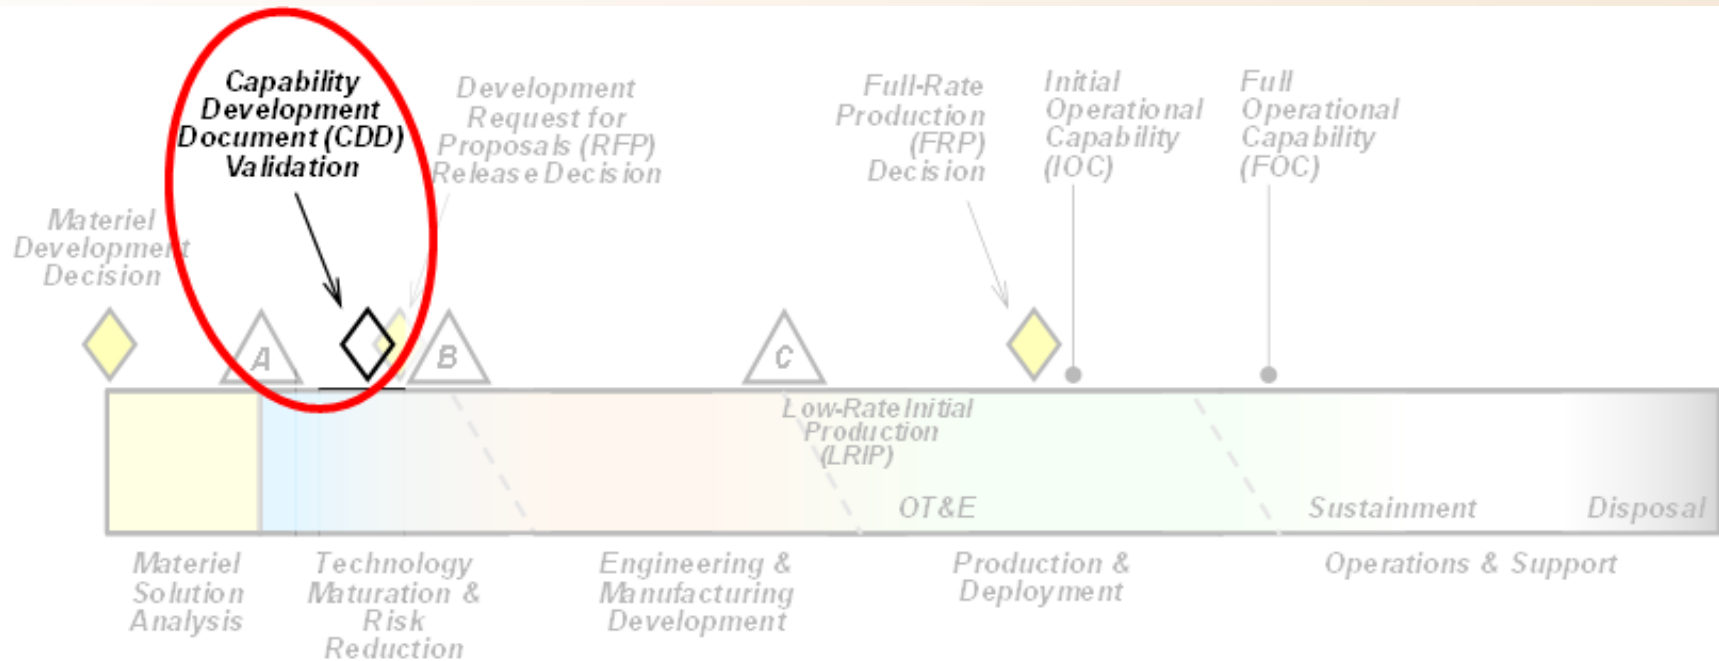 Capability
Development
Document (CDD)
Validation
Development
Request for
Proposals (RFP)
Release Decision
Full-Rate
Production
(FRP)
Decision
Initial
Operational
Capability
(IOC)
Full
Operational
Capability
(FOC)
Materiel
Development
Decision
A
B
C
Low-Rate Initial
Production
(LRIP)
OT&E
Sustainment
Disposal
Materiel
Solution
Analysis
Technology
Maturation &
Risk
Reduction
Engineering &
Manufacturing
Development
Production &
Deployment
Operations & Support